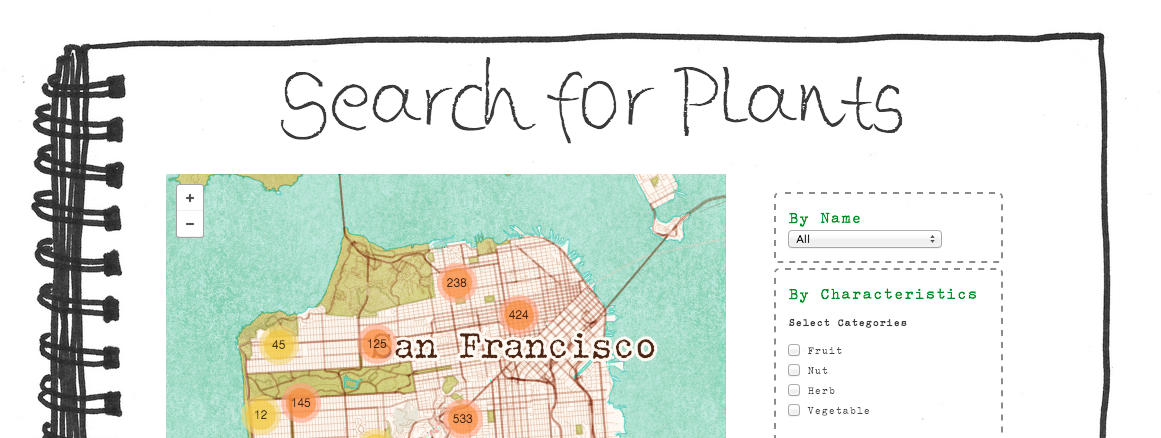 Search for Plants
+
−
238
424
45
125
San Francisco
145
12
533
By Name
All
By Characteristics
Select Categories
Fruit
Nut
Herb
Vegetable